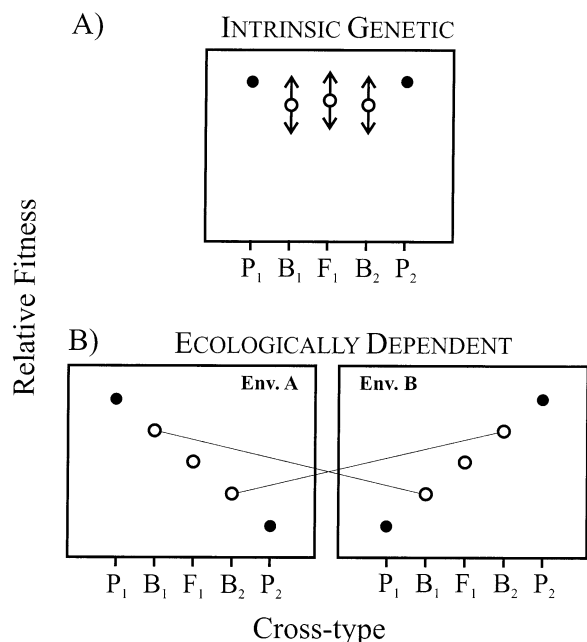 A) INTRINSIC GENETIC
P₁ B₁ F₁ B₂ P₂
Relative Fitness
B) ECOLOGICALLY DEPENDENT
Env. A Env. B
P₁ B₁ F₁ B₂ P₂ P₁ B₁ F₁ B₂ P₂
Cross-type